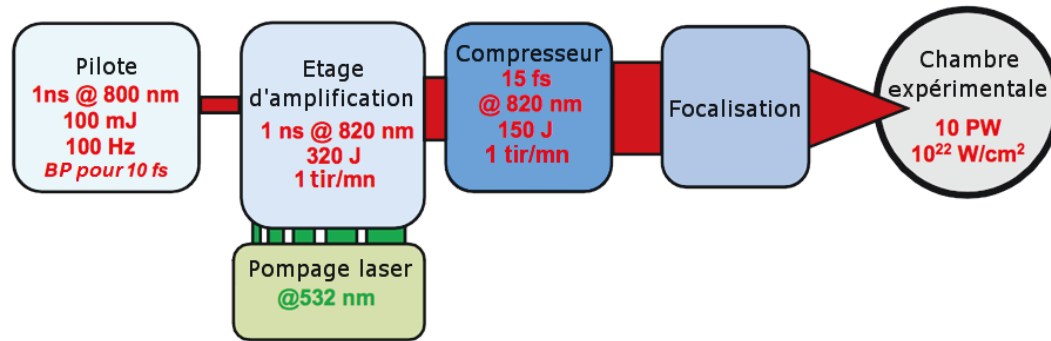 Pilote
1ns @ 800 nm
100 mJ
100 Hz
BP pour 10 fs
Etage
d'amplification
1 ns @ 820 nm
320 J
1 tir/mn
Pompage laser
@532 nm
Compresseur
15 fs
@ 820 nm
150 J
1 tir/mn
Focalisation
Chambre
expérimentale
10 PW
10²² W/cm²